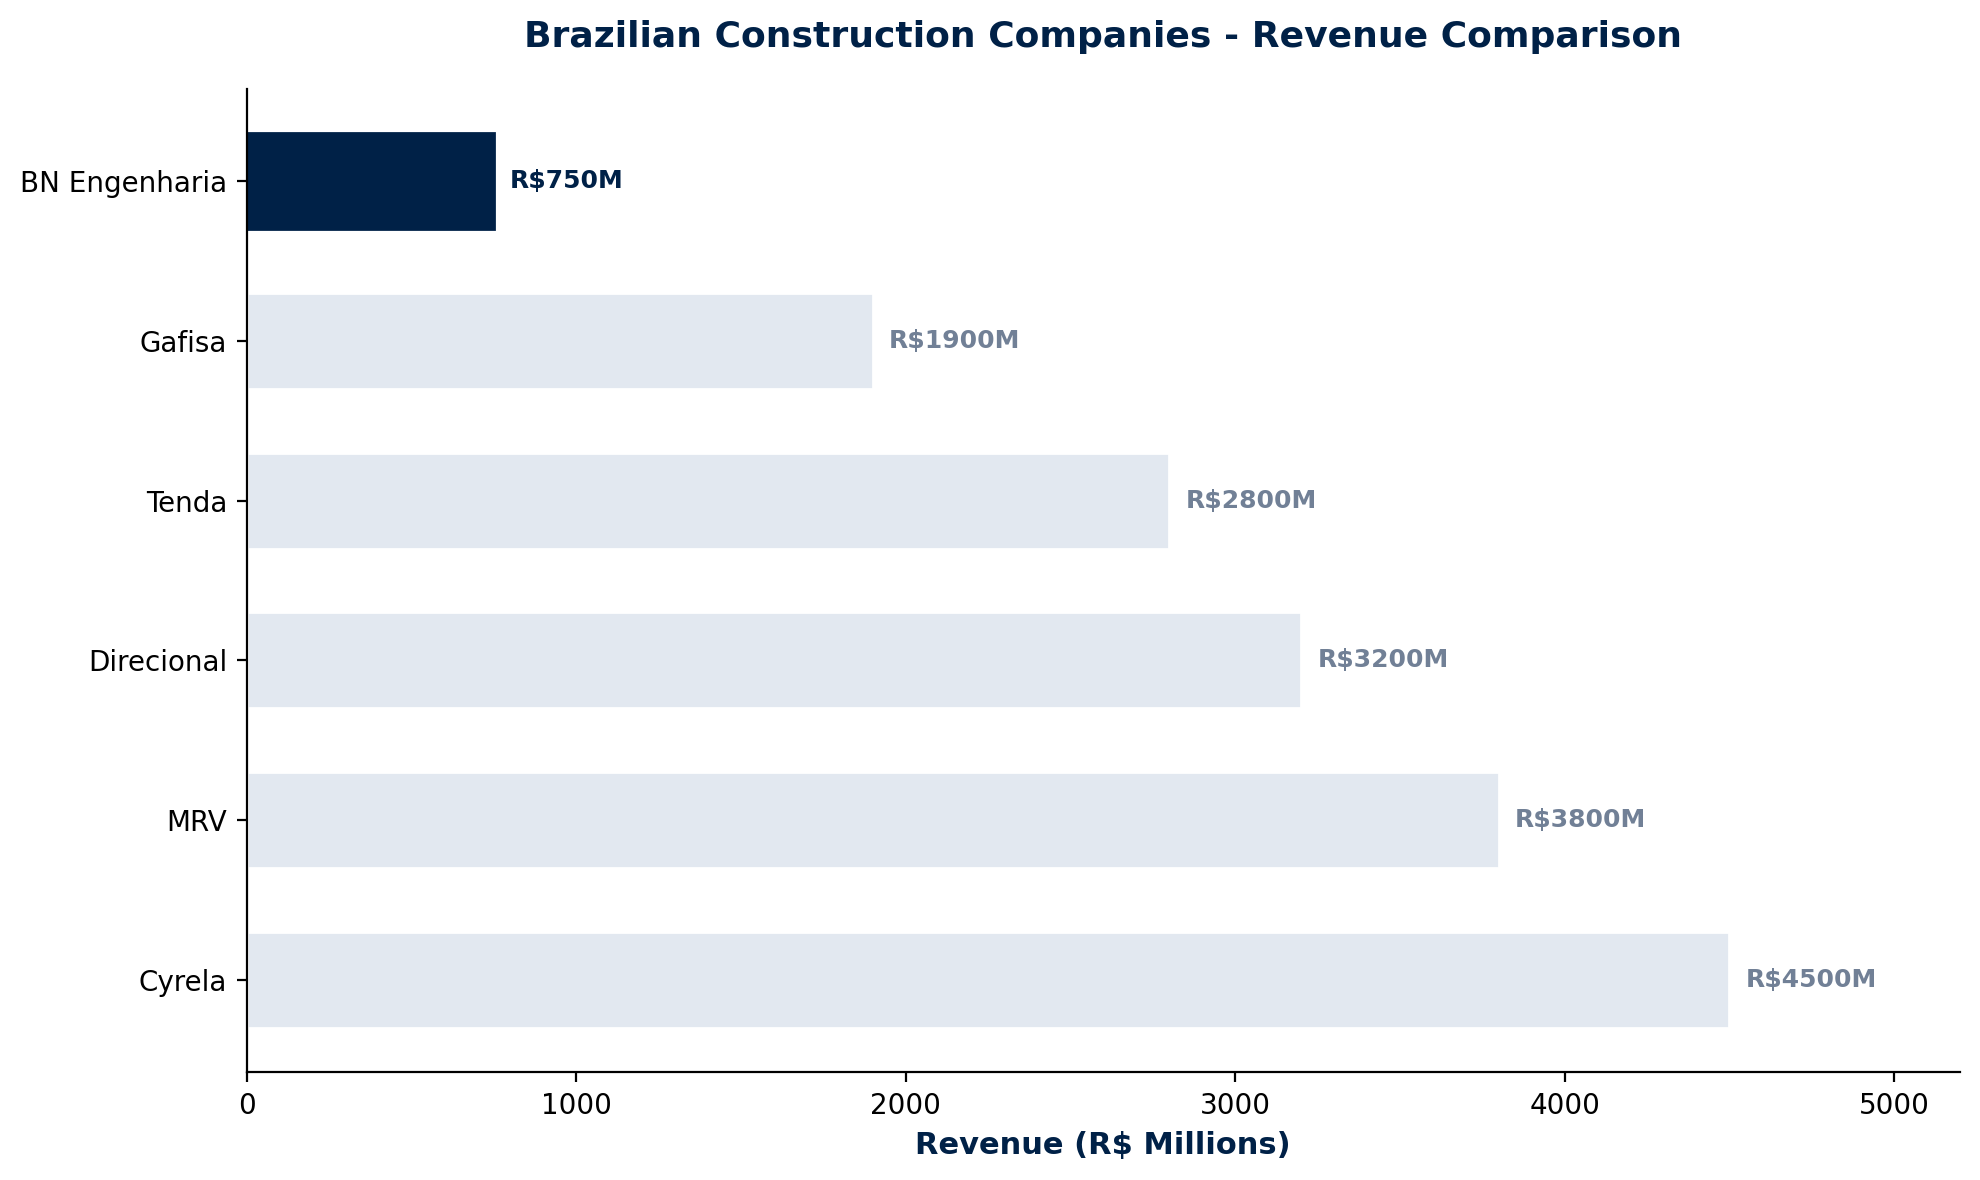 Brazilian Construction Companies - Revenue Comparison
BN Engenharia
R$750M
Gafisa
R$1900M
Tenda
R$2800M
Direcional
R$3200M
MRV
R$3800M
Cyrela
R$4500M
0 1000 2000 3000 4000 5000
Revenue (R$ Millions)